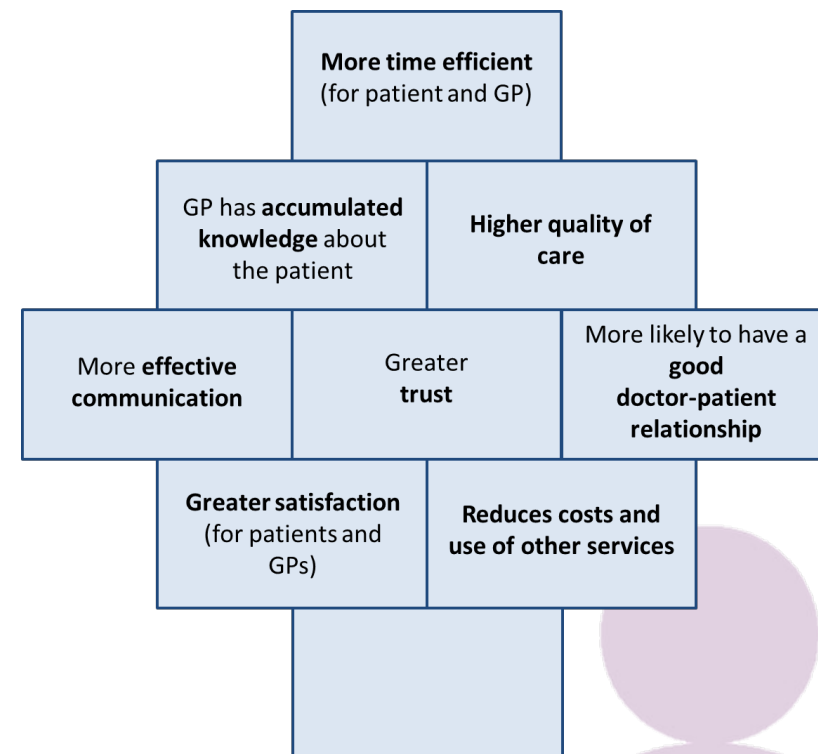 More time efficient
(for patient and GP)
GP has accumulated
knowledge about
the patient
Higher quality of
care
More effective
communication
Greater
trust
More likely to have a
good
doctor-patient
relationship
Greater satisfaction
(for patients and
GPs)
Reduces costs and
use of other services